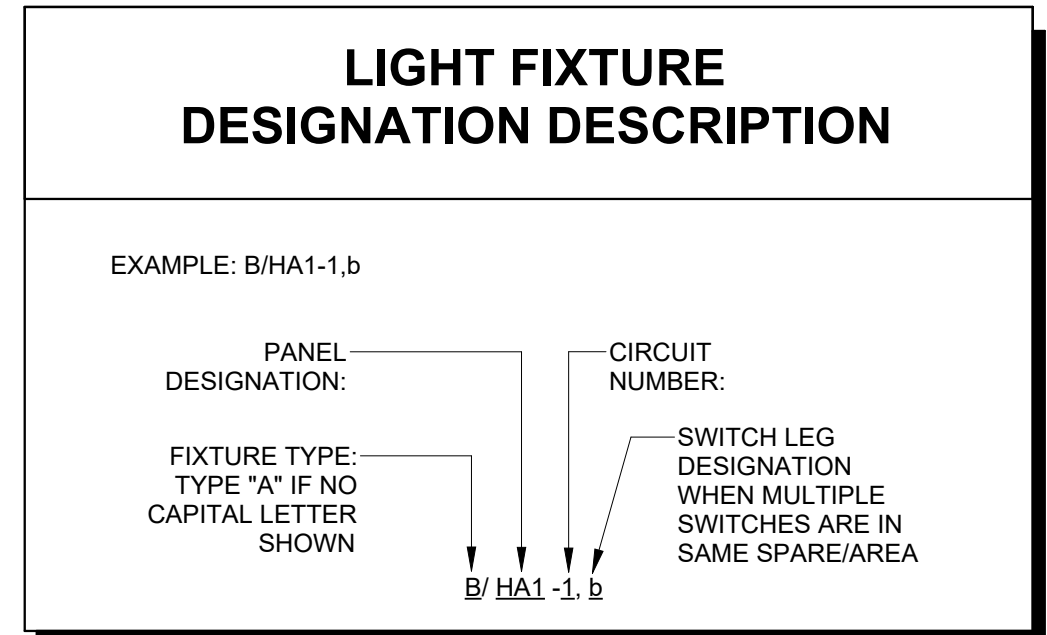 LIGHT FIXTURE
DESIGNATION DESCRIPTION
EXAMPLE: B/HA1-1,b
PANEL
DESIGNATION:
CIRCUIT
NUMBER:
FIXTURE TYPE:
TYPE "A" IF NO
CAPITAL LETTER
SHOWN
SWITCH LEG
DESIGNATION
WHEN MULTIPLE
SWITCHES ARE IN
SAME SPARE/AREA
B/ HA1 -1, b